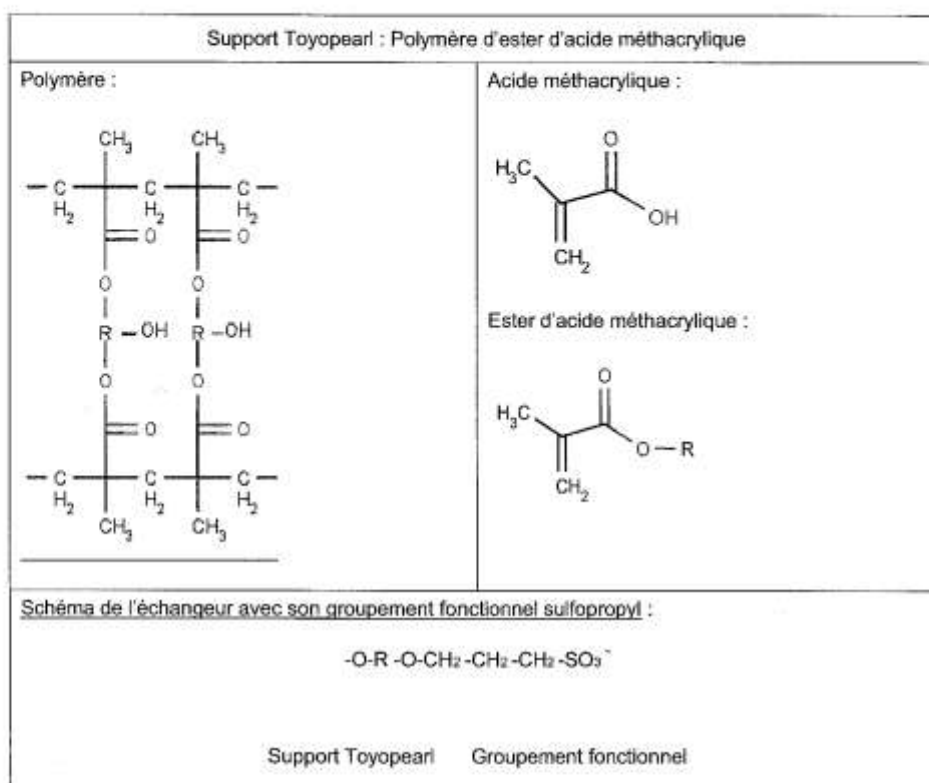 Support Toyopearl : Polymère d'ester d'acide méthacrylique
Polymère :
CH3 CH3
C C C
H2 H2 H2
O O
O O
R - OH R - OH
O O
O O
C C C
H2 H2 H2
CH3 CH3
Acide méthacrylique :
O
H3C
OH
CH2
Ester d'acide méthacrylique :
O
H3C
O - R
CH2
Schéma de l'échangeur avec son groupement fonctionnel sulfopropyl :
-O-R -O-CH2 -CH2 -CH2 -SO3 -
Support Toyopearl Groupement fonctionnel